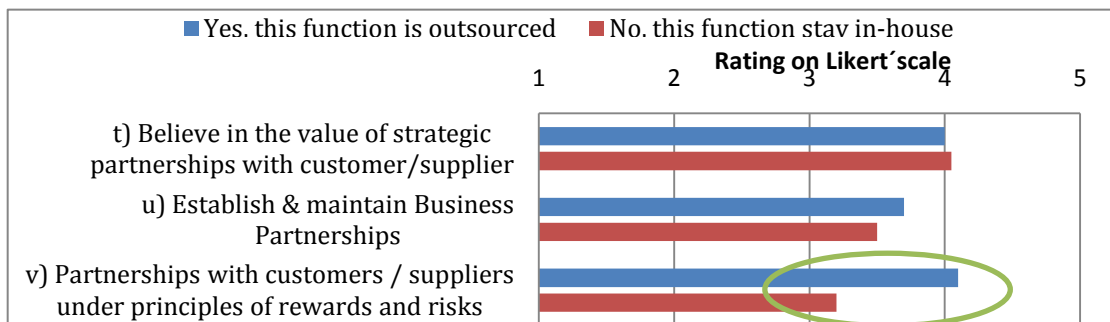 Yes. this function is outsourced No. this function stav in-house
Rating on Likert´scale
1 2 3 4 5
t) Believe in the value of strategic
partnerships with customer/supplier
u) Establish & maintain Business
Partnerships
v) Partnerships with customers / suppliers
under principles of rewards and risks